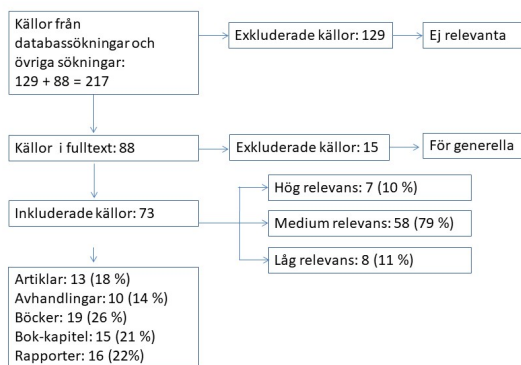 Källor från
databassökningar och
övriga sökningar:
129 + 88 = 217
Exkluderade källor: 129
Ej relevanta
Källor i fulltext: 88
Exkluderade källor: 15
För generella
Inkluderade källor: 73
Hög relevans: 7 (10 %)
Medium relevans: 58 (79 %)
Låg relevans: 8 (11 %)
Artiklar: 13 (18 %)
Avhandlingar: 10 (14 %)
Böcker: 19 (26 %)
Bok-kapitel: 15 (21 %)
Rapporter: 16 (22%)